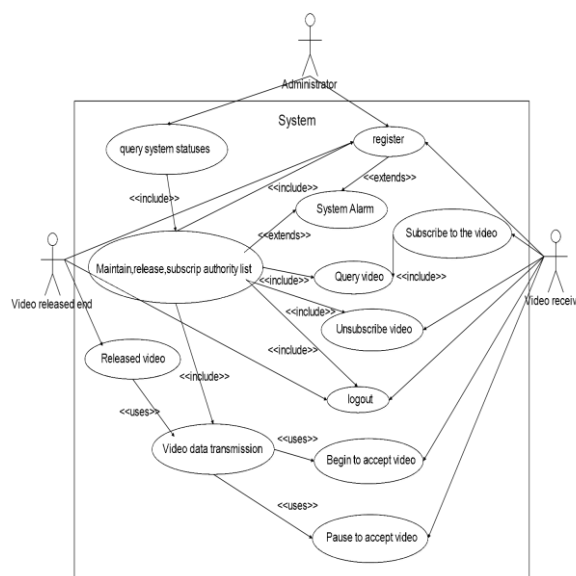 Administrator
System
query system statuses
register
<<include>>
<<include>>
<<extends>>
System Alarm
Subscribe to the video
<<extends>>
Video released end
Maintain,release,subscrip authority list
Query video
<<include>>
<<include>>
Video receiv
<<include>>
Unsubscribe video
<<include>>
Released video
<<include>>
logout
<<uses>>
Video data transmission
<<uses>>
Begin to accept video
<<uses>>
Pause to accept video